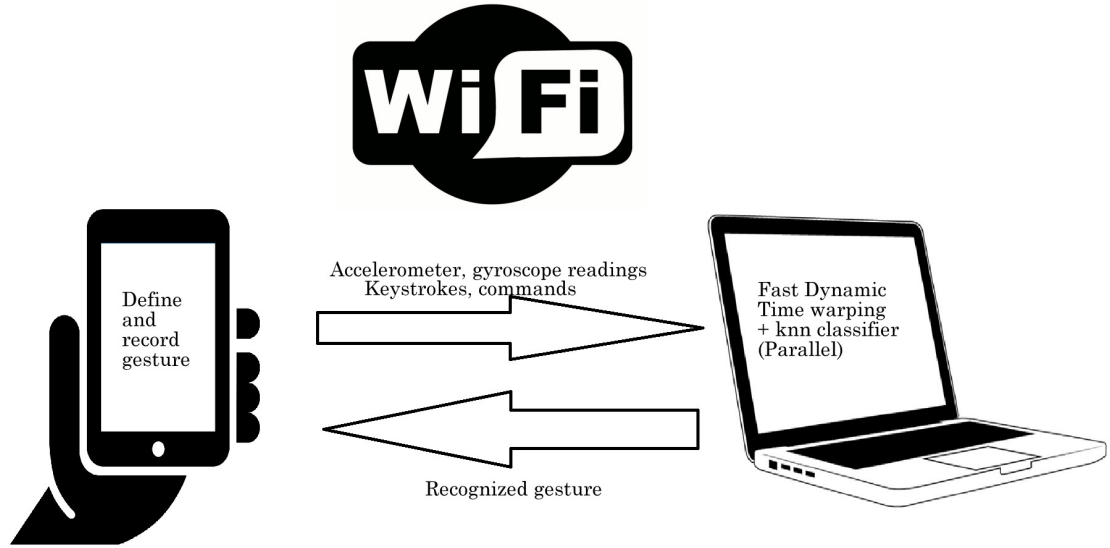 WiFi
Accelerometer, gyroscope readings
Keystrokes, commands
Define
and
record
gesture
Fast Dynamic
Time warping
+ knn classifier
(Parallel)
Recognized gesture